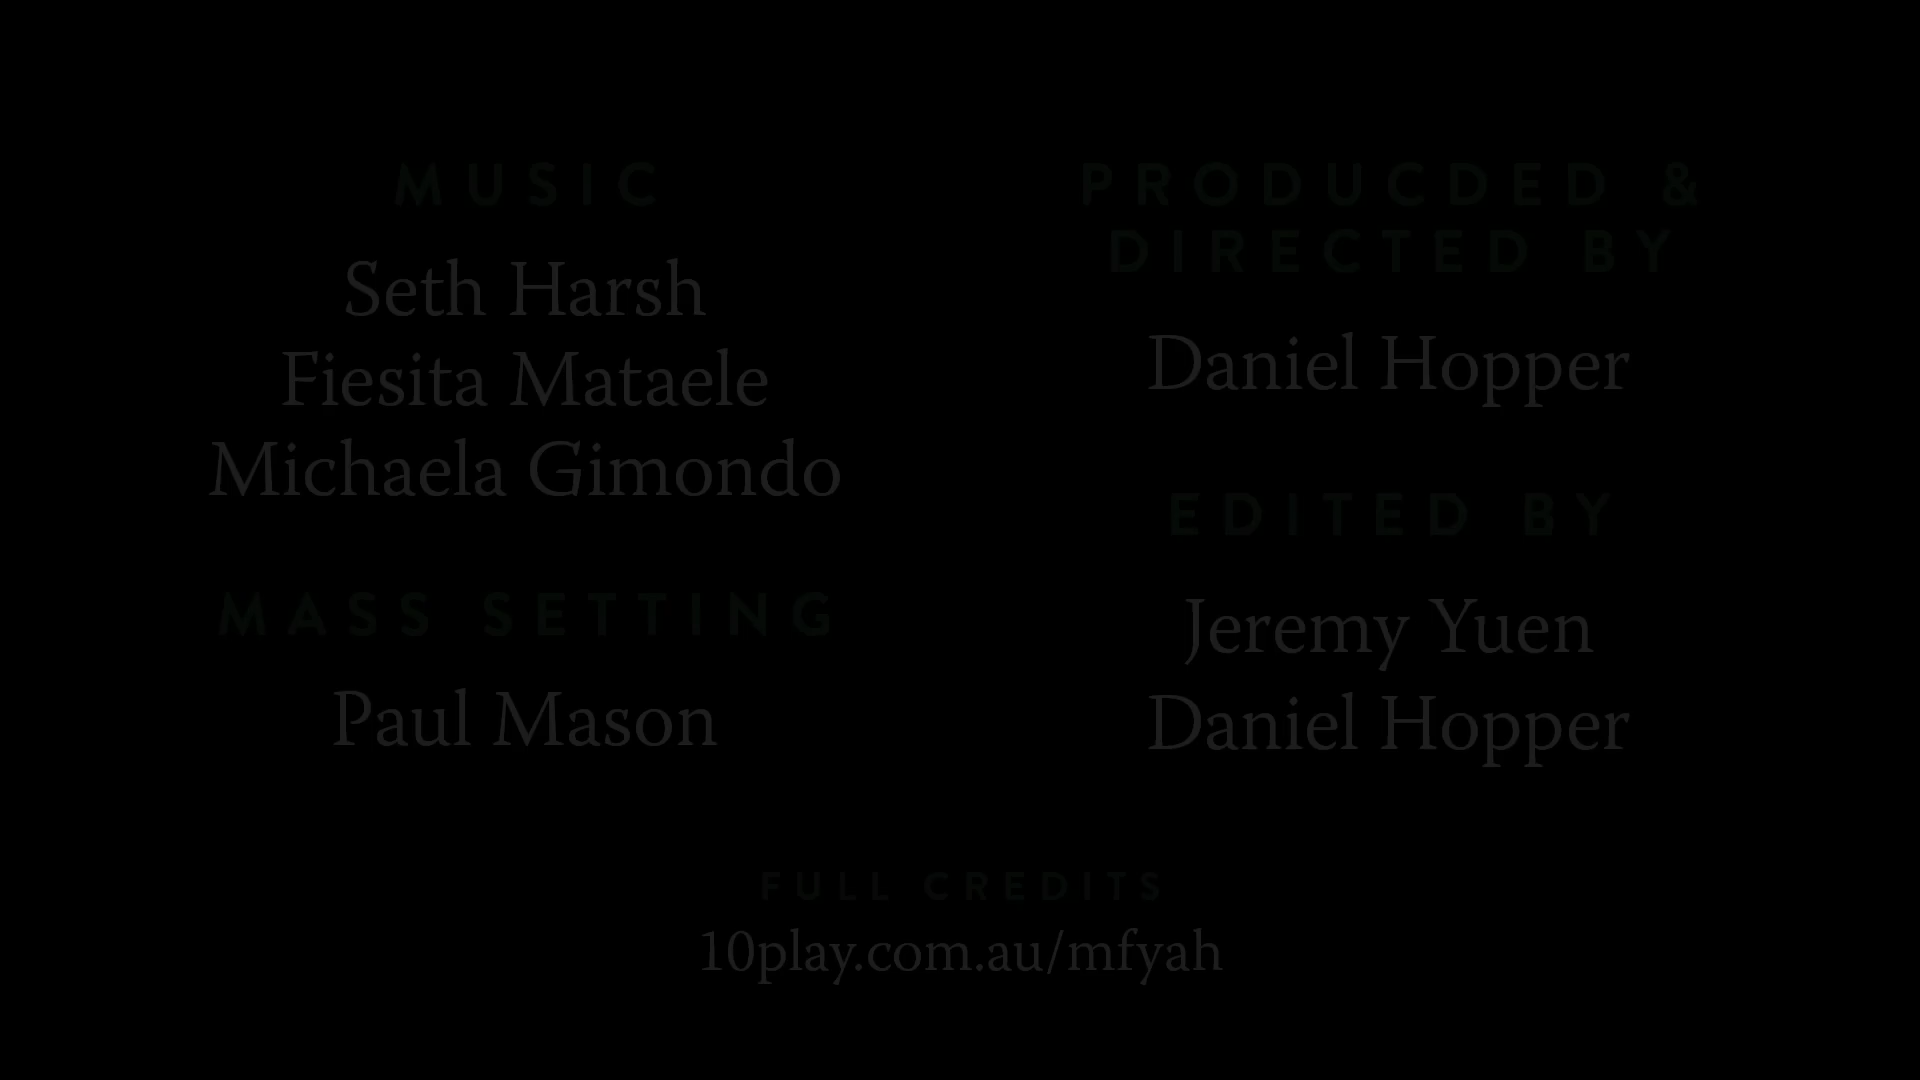 MUSIC
Seth Harsh
Fiesita Mataele
Michaela Gimondo
MASS SETTING
Paul Mason
PRODUCDED &
DIRECTED BY
Daniel Hopper
EDITED BY
Jeremy Yuen
Daniel Hopper
FULL CREDITS
10play.com.au/mfyah